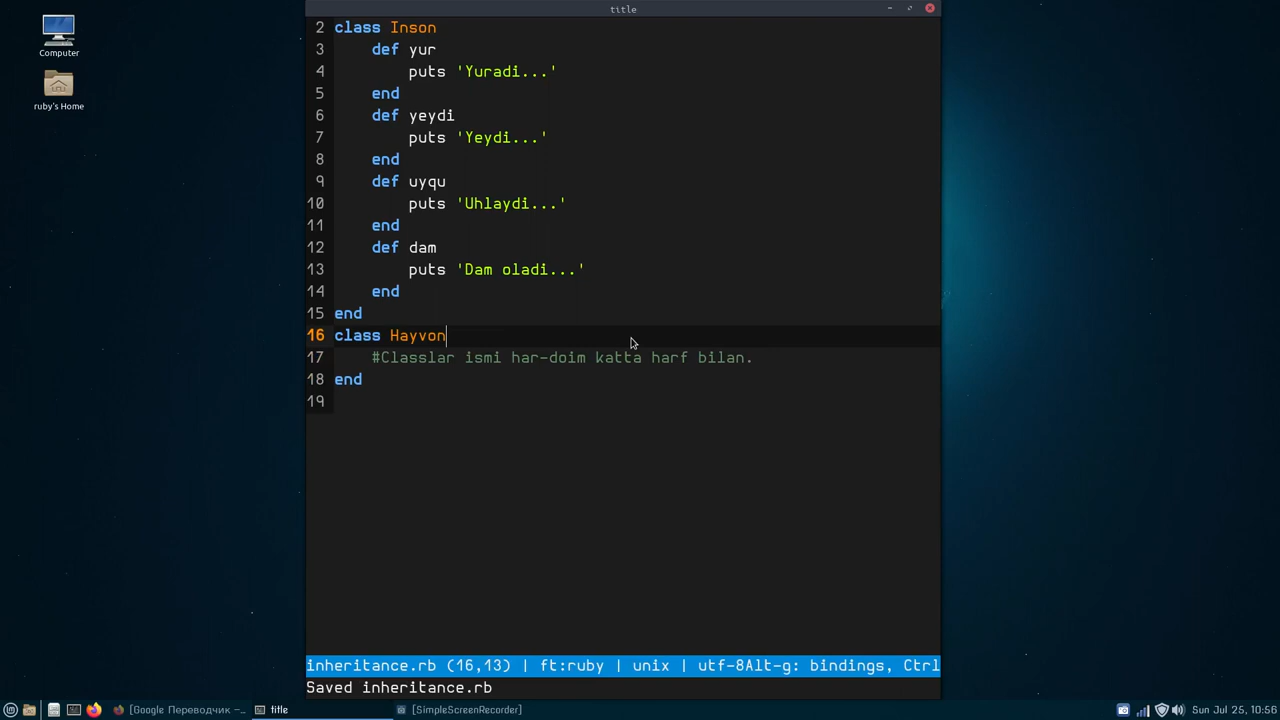 title
Computer
ruby's Home
2 class Inson
3 def yur
4 puts 'Yuradi...'
5 end
6 def yeydi
7 puts 'Yeydi...'
8 end
9 def uyqu
10 puts 'Uhlaydi...'
11 end
12 def dam
13 puts 'Dam oladi...'
14 end
15 end
16 class Hayvon
17 #Classlar ismi har-doim katta harf bilan.
18 end
19
inheritance.rb (16,13) | ft:ruby | unix | utf-8Alt-g: bindings, Ctrl
Saved inheritance.rb
[Google Переводчик –...
title
[SimpleScreenRecorder]
Sun Jul 25, 10:56